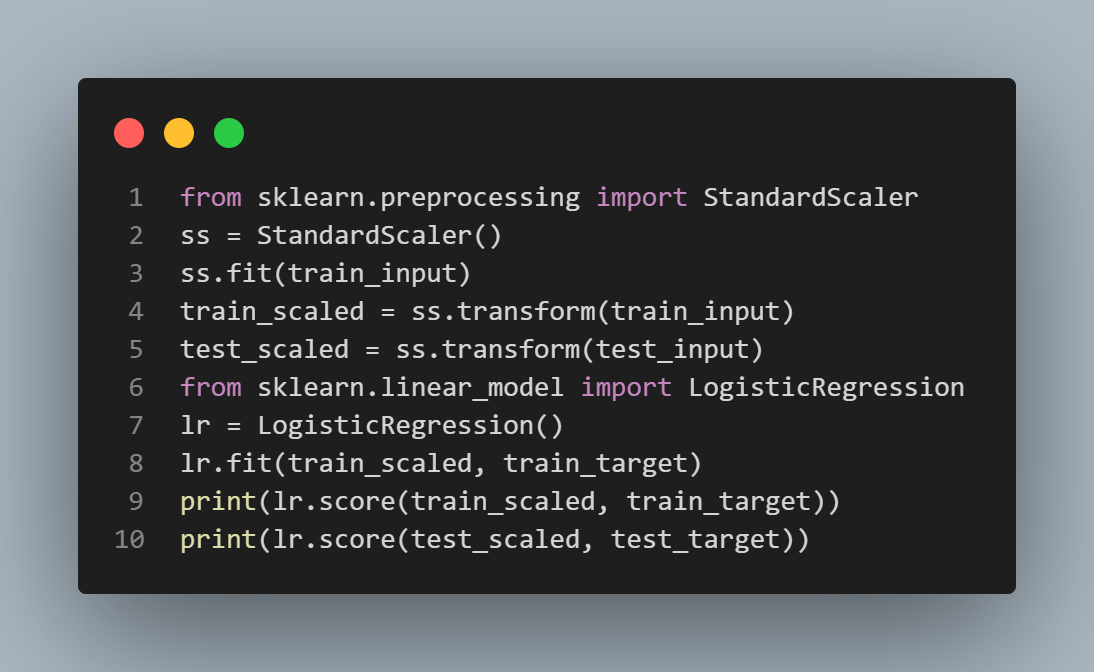 1 from sklearn.preprocessing import StandardScaler
2 ss = StandardScaler()
3 ss.fit(train_input)
4 train_scaled = ss.transform(train_input)
5 test_scaled = ss.transform(test_input)
6 from sklearn.linear_model import LogisticRegression
7 lr = LogisticRegression()
8 lr.fit(train_scaled, train_target)
9 print(lr.score(train_scaled, train_target))
10 print(lr.score(test_scaled, test_target))